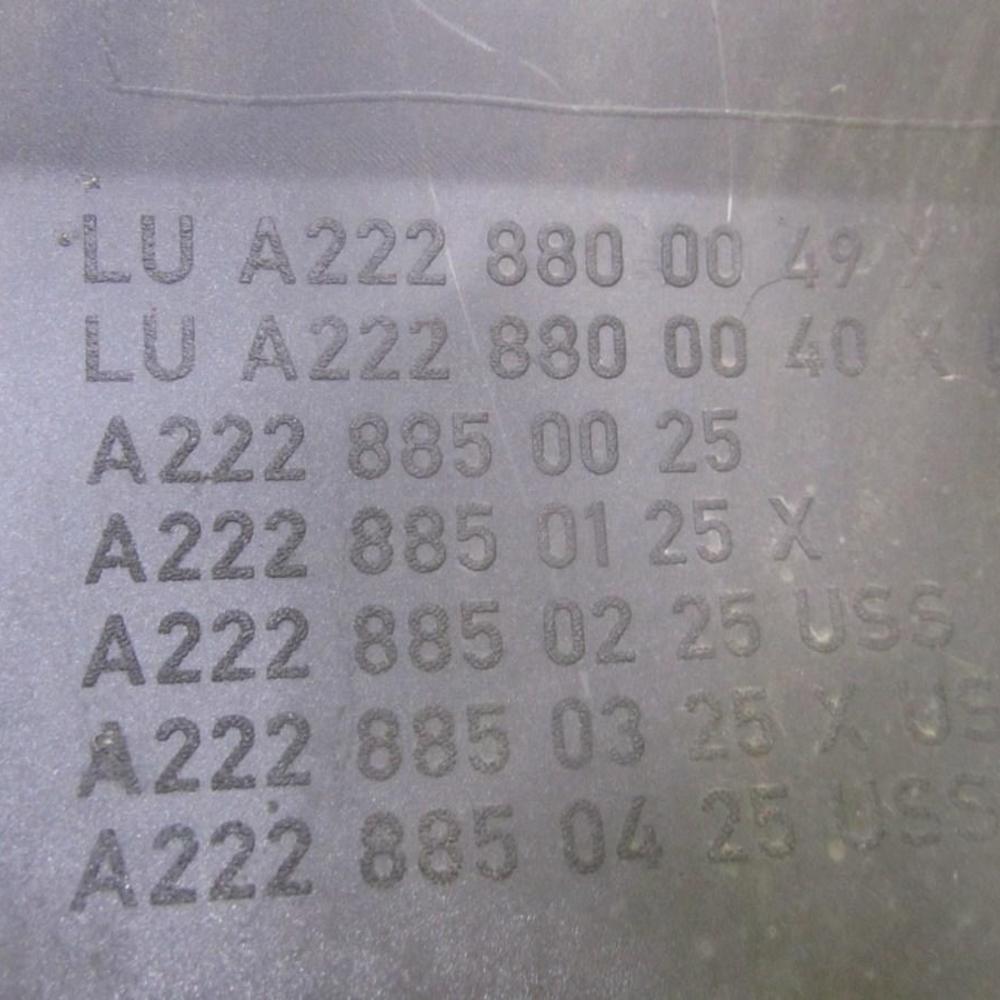 LU A222 880 00 49 X
LU A222 880 00 40 X
A222 885 00 25
A222 885 01 25 X
A222 885 02 25 USS
A222 885 03 25 X US
A222 885 04 25 USS